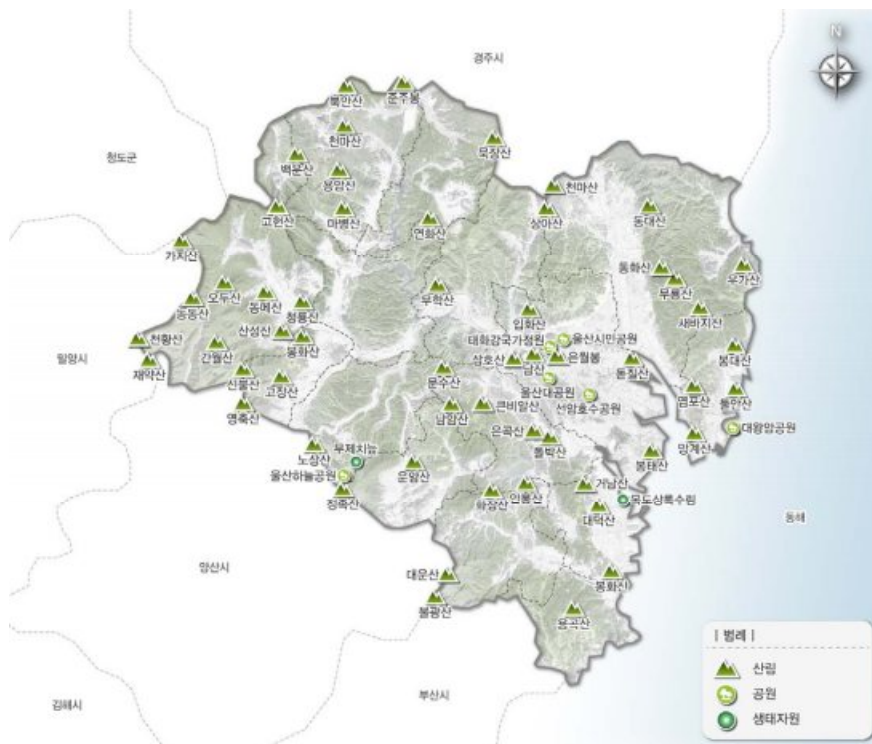 N
경주시
북안산
준주봉
천마산
묵장산
청도군
백운산
용암산
천마산
고헌산
마병산
연화산
상마산
동대산
가지산
동화산
무룡산
우가산
오두산
동메산
무학산
능동산
청룡산
새바지산
입화산
천황산
산성산
봉화산
태화강국가정원
울산시민공원
밀양시
간월산
삼호산
남산
은월봉
돋질산
봉대산
재약산
신불산
고장산
문수산
울산대공원
선암호수공원
염포산
영축산
남암산
큰비알산
대왕암공원
은곡산
돌박산
망계산
노상산
무제치늪
봉태산
울산하늘공원
운암산
정족산
화장산
인봉산
거남산
목도상록수림
대덕산
동해
양산시
대운산
봉화산
불광산
용곡산
부산시
김해시
| 범례 |
산림
공원
생태자원